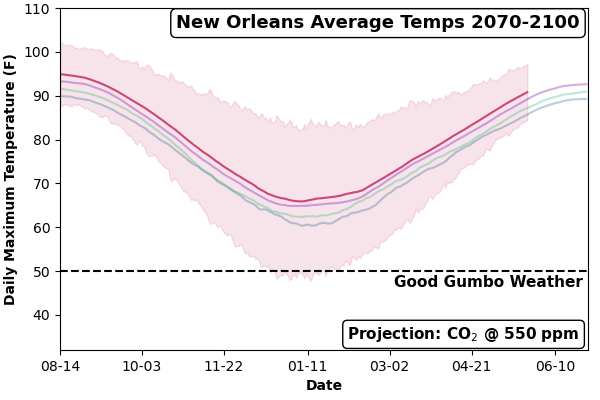 New Orleans Average Temps 2070-2100
110
100
90
80
70
60
50
40
Daily Maximum Temperature (F)
Good Gumbo Weather
Projection: CO₂ @ 550 ppm
08-14 10-03 11-22 01-11 03-02 04-21 06-10
Date